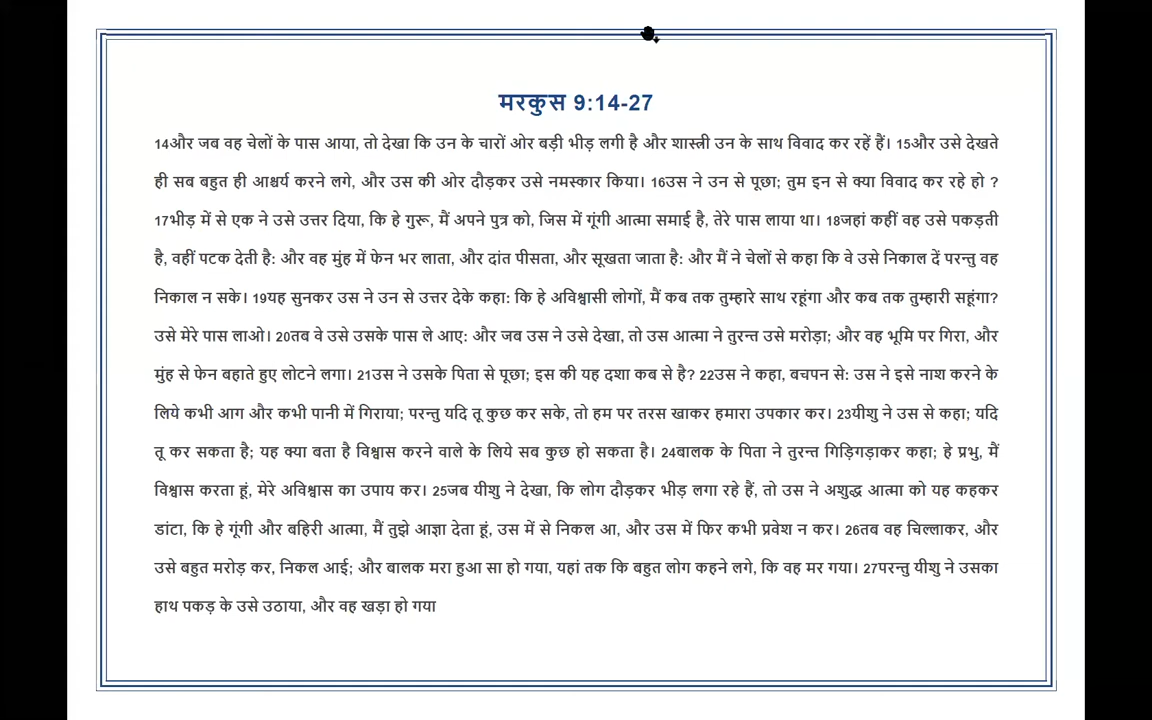 मरकुस 9:14-27
14और जब वह चेलों के पास आया, तो देखा कि उन के चारों ओर बड़ी भीड़ लगी है और शास्त्री उन के साथ विवाद कर रहें हैं। 15और उसे देखते
ही सब बहुत ही आश्चर्य करने लगे, और उस की ओर दौड़कर उसे नमस्कार किया। 16उस ने उन से पूछा; तुम इन से क्या विवाद कर रहे हो ?
17भीड़ में से एक ने उसे उत्तर दिया, कि हे गुरू, मैं अपने पुत्र को, जिस में गूंगी आत्मा समाई है, तेरे पास लाया था। 18जहां कहीं वह उसे पकड़ती
है, वहीं पटक देती है: और वह मुंह में फेन भर लाता, और दांत पीसता, और सूखता जाता है: और मैं ने चेलों से कहा कि वे उसे निकाल दें परन्तु वह
निकाल न सके। 19यह सुनकर उस ने उन से उत्तर देके कहा: कि हे अविश्वासी लोगों, मैं कब तक तुम्हारे साथ रहूंगा और कब तक तुम्हारी सहूंगा?
उसे मेरे पास लाओ। 20तब वे उसे उसके पास ले आए: और जब उस ने उसे देखा, तो उस आत्मा ने तुरन्त उसे मरोड़ा; और वह भूमि पर गिरा, और
मुंह से फेन बहाते हुए लोटने लगा। 21उस ने उसके पिता से पूछा; इस की यह दशा कब से है? 22उस ने कहा, बचपन से: उस ने इसे नाश करने के
लिये कभी आग और कभी पानी में गिराया; परन्तु यदि तू कुछ कर सके, तो हम पर तरस खाकर हमारा उपकार कर। 23यीशु ने उस से कहा; यदि
तू कर सकता है; यह क्या बता है विश्वास करने वाले के लिये सब कुछ हो सकता है। 24बालक के पिता ने तुरन्त गिड़िगड़ाकर कहा; हे प्रभु, मैं
विश्वास करता हूं, मेरे अविश्वास का उपाय कर। 25जब यीशु ने देखा, कि लोग दौड़कर भीड़ लगा रहे हैं, तो उस ने अशुद्ध आत्मा को यह कहकर
डांटा, कि हे गूंगी और बहिरी आत्मा, मैं तुझे आज्ञा देता हूं, उस में से निकल आ, और उस में फिर कभी प्रवेश न कर। 26तब वह चिल्लाकर, और
उसे बहुत मरोड़ कर, निकल आई; और बालक मरा हुआ सा हो गया, यहां तक कि बहुत लोग कहने लगे, कि वह मर गया। 27परन्तु यीशु ने उसका
हाथ पकड़ के उसे उठाया, और वह खड़ा हो गया